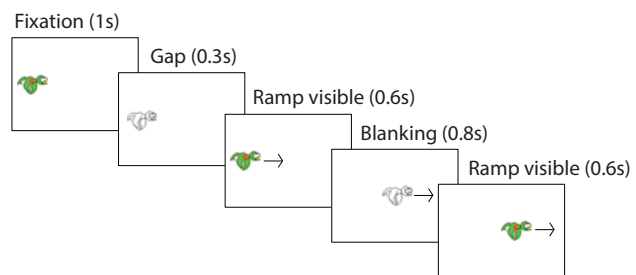 Fixation (1s)
Gap (0.3s)
Ramp visible (0.6s)
Blanking (0.8s)
Ramp visible (0.6s)